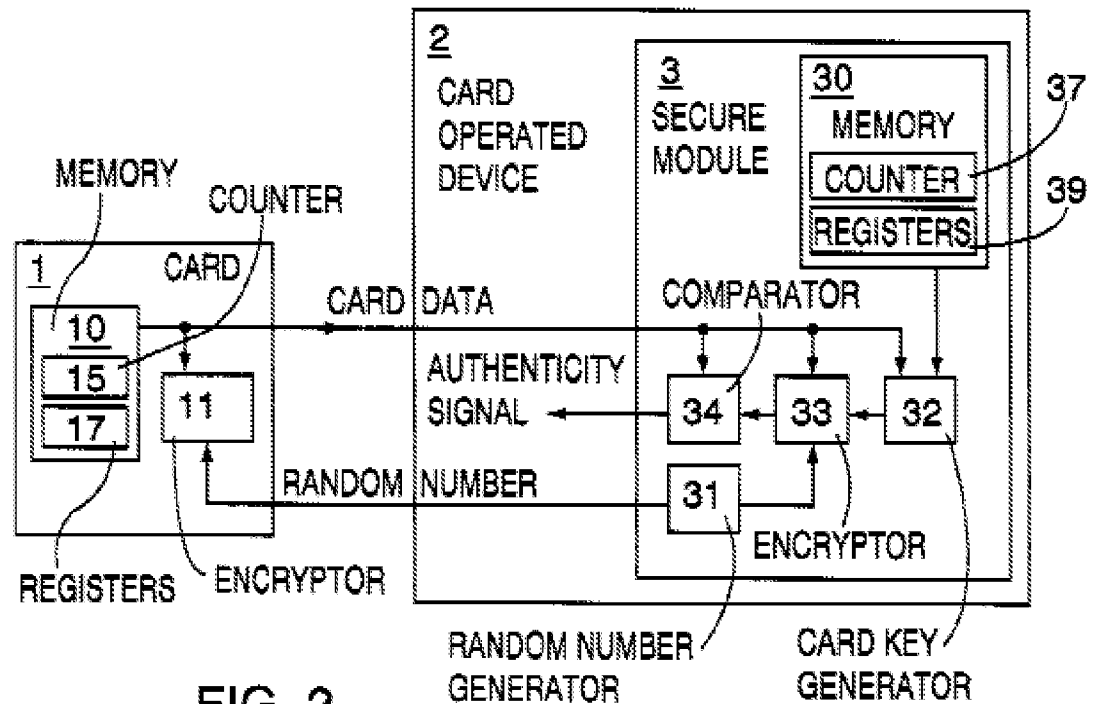 2
CARD
OPERATED
DEVICE
3
SECURE
MODULE
30
MEMORY
COUNTER
REGISTERS
37
39
MEMORY
COUNTER
1
CARD
10
15
17
11
CARD DATA
COMPARATOR
AUTHENTICITY
SIGNAL
34
33
32
RANDOM NUMBER
31
ENCRYPTOR
REGISTERS
ENCRYPTOR
RANDOM NUMBER
GENERATOR
CARD KEY
GENERATOR